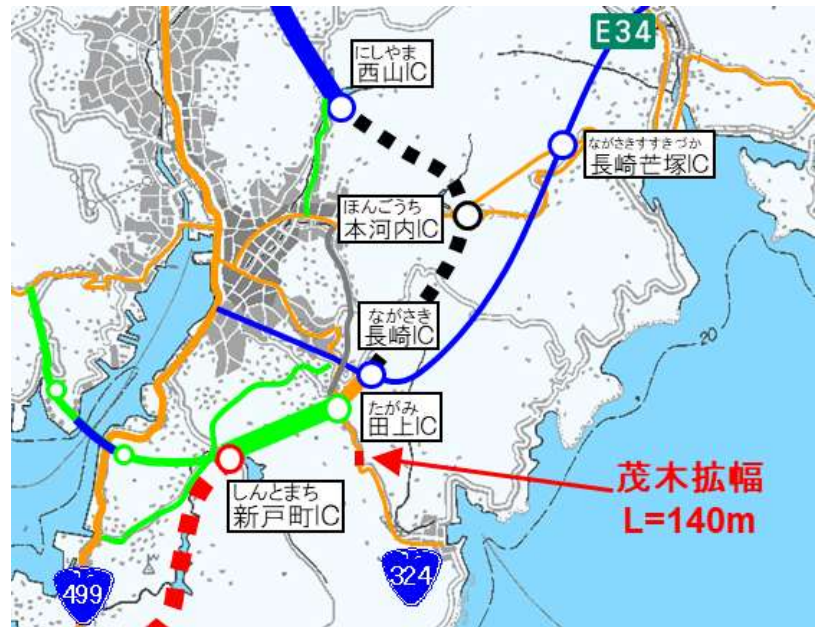 E34
にしやま
西山IC
ながさきすすきづか
長崎芒塚IC
ほんごうち
本河内IC
ながさき
長崎IC
20
たがみ
田上IC
茂木拡幅
L=140m
しんとまち
新戸町IC
324
499